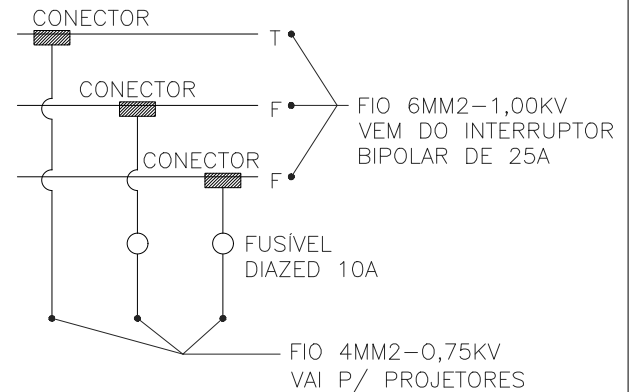 CONECTOR
T
CONECTOR
F
FIO 6MM2-1,00KV
VEM DO INTERRUPTOR
BIPOLAR DE 25A
CONECTOR
F
FUSÍVEL
DIAZED 10A
FIO 4MM2-0,75KV
VAI P/ PROJETORES